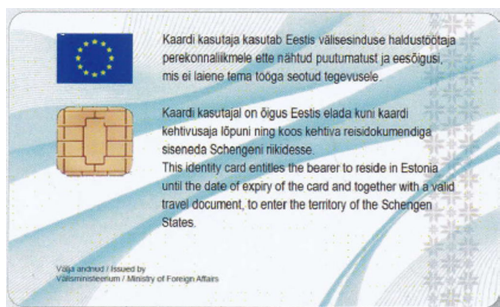 Kaardi kasutaja kasutab Eestis välisesinduse haldustöötaja
perekonnaliikmele ette nähtud puutumatust ja eesõigusi,
mis ei laiene tema tööga seotud tegevusele.
Kaardi kasutajal on õigus Eestis elada kuni kaardi
kehtivusaja lõpuni ning koos kehtiva reisidokumendiga
siseneda Schengeni riikidesse.
This identity card entitles the bearer to reside in Estonia
until the date of expiry of the card and together with a valid
travel document, to enter the territory of the Schengen
States.
Välja andnud / Issued by
Välisministeerium / Ministry of Foreign Affairs